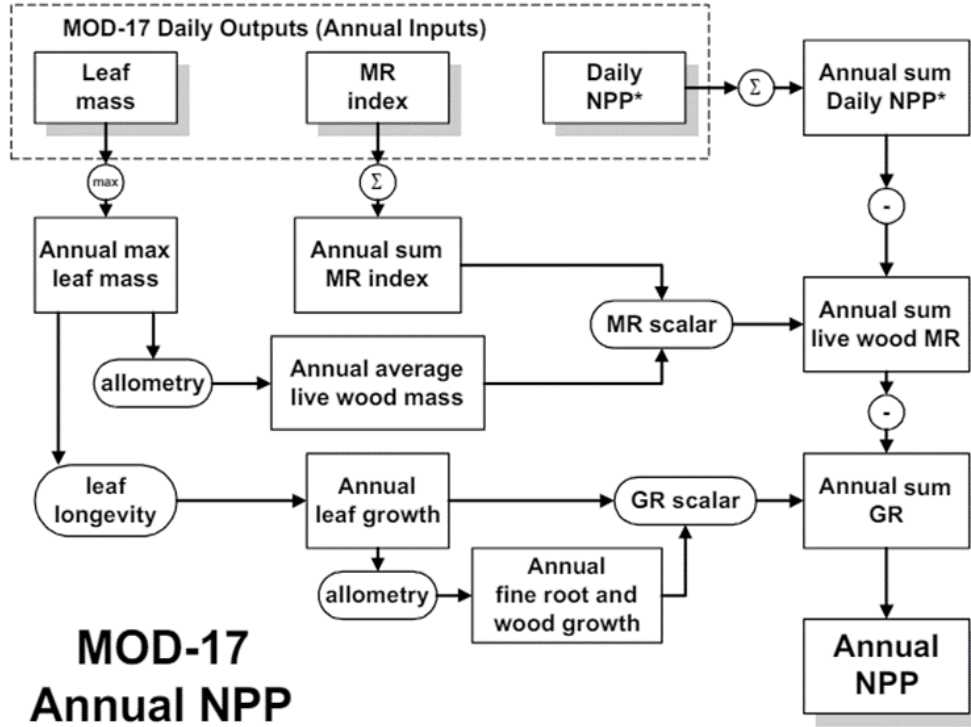 MOD-17 Daily Outputs (Annual Inputs)
Leaf
mass
MR
index
Daily
NPP*
Σ
Annual sum
Daily NPP*
max
Σ
-
Annual max
leaf mass
Annual sum
MR index
MR scalar
Annual sum
live wood MR
allometry
Annual average
live wood mass
-
leaf
longevity
Annual
leaf growth
GR scalar
Annual sum
GR
allometry
Annual
fine root and
wood growth
MOD-17
Annual NPP
Annual
NPP